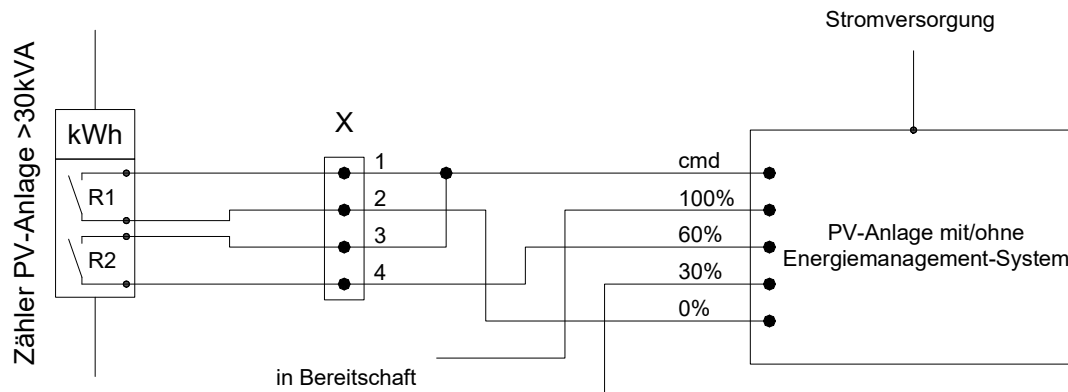 Stromversorgung
Zähler PV-Anlage >30kVA
kWh
X
R1
R2
1
2
3
4
cmd
100%
60%
30%
0%
PV-Anlage mit/ohne
Energiemanagement-System
in Bereitschaft